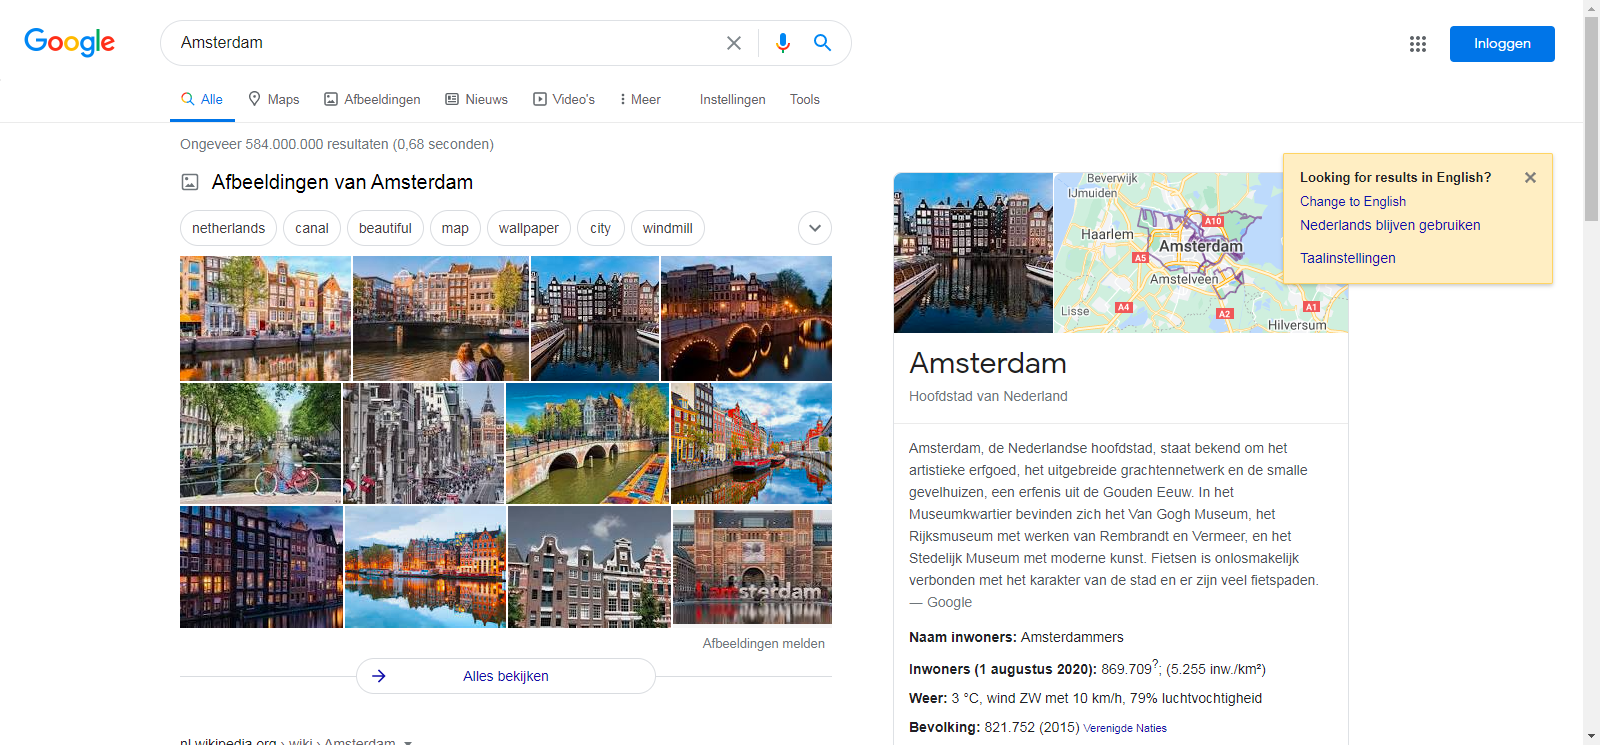 Google
Amsterdam
Inloggen
Alle
Maps
Afbeeldingen
Nieuws
Video's
Meer
Instellingen
Tools
Ongeveer 584.000.000 resultaten (0,68 seconden)
Afbeeldingen van Amsterdam
netherlands
canal
beautiful
map
wallpaper
city
windmill
I amsterdam
Afbeeldingen melden
Alles bekijken
nl.wikipedia.org › wiki › Amsterdam
Beverwijk
IJmuiden
Haarlem
A10
Amsterdam
A5
Amstelveen
Lisse
A4
A2
A1
Hilversum
Looking for results in English?
Change to English
Nederlands blijven gebruiken
Taalinstellingen
Amsterdam
Hoofdstad van Nederland
Amsterdam, de Nederlandse hoofdstad, staat bekend om het
artistieke erfgoed, het uitgebreide grachtennetwerk en de smalle
gevelhuizen, een erfenis uit de Gouden Eeuw. In het
Museumkwartier bevinden zich het Van Gogh Museum, het
Rijksmuseum met werken van Rembrandt en Vermeer, en het
Stedelijk Museum met moderne kunst. Fietsen is onlosmakelijk
verbonden met het karakter van de stad en er zijn veel fietspaden.
— Google
Naam inwoners: Amsterdammers
Inwoners (1 augustus 2020): 869.709?; (5.255 inw./km²)
Weer: 3 °C, wind ZW met 10 km/h, 79% luchtvochtigheid
Bevolking: 821.752 (2015) Verenigde Naties